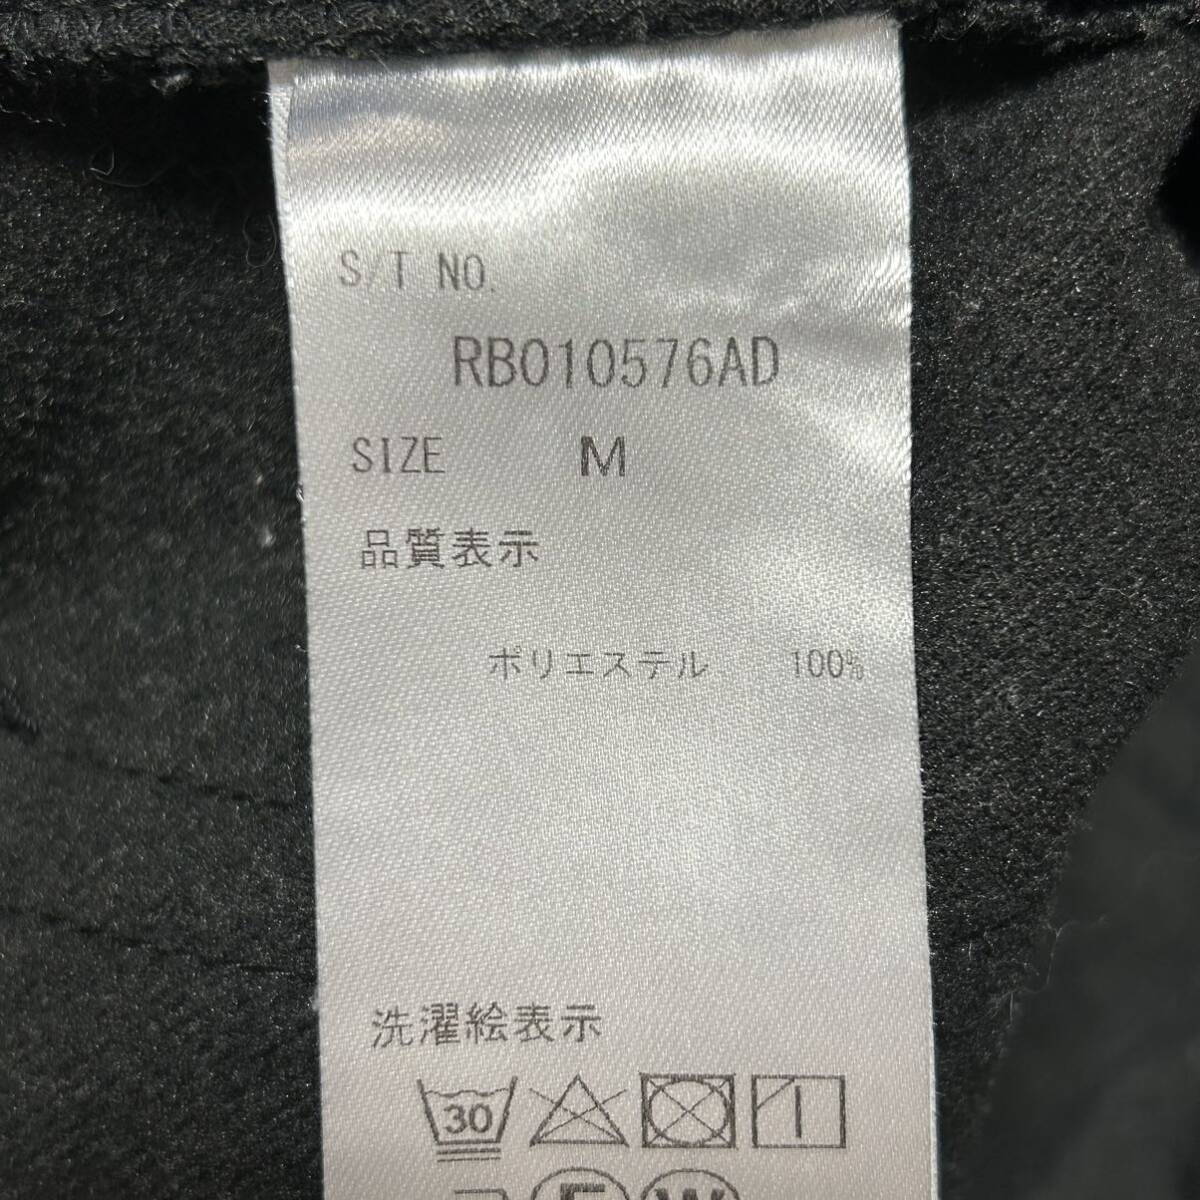 S/T NO.
RB010576AD
SIZE M
品質表示
ポリエステル 100%
洗濯絵表示
30
F W